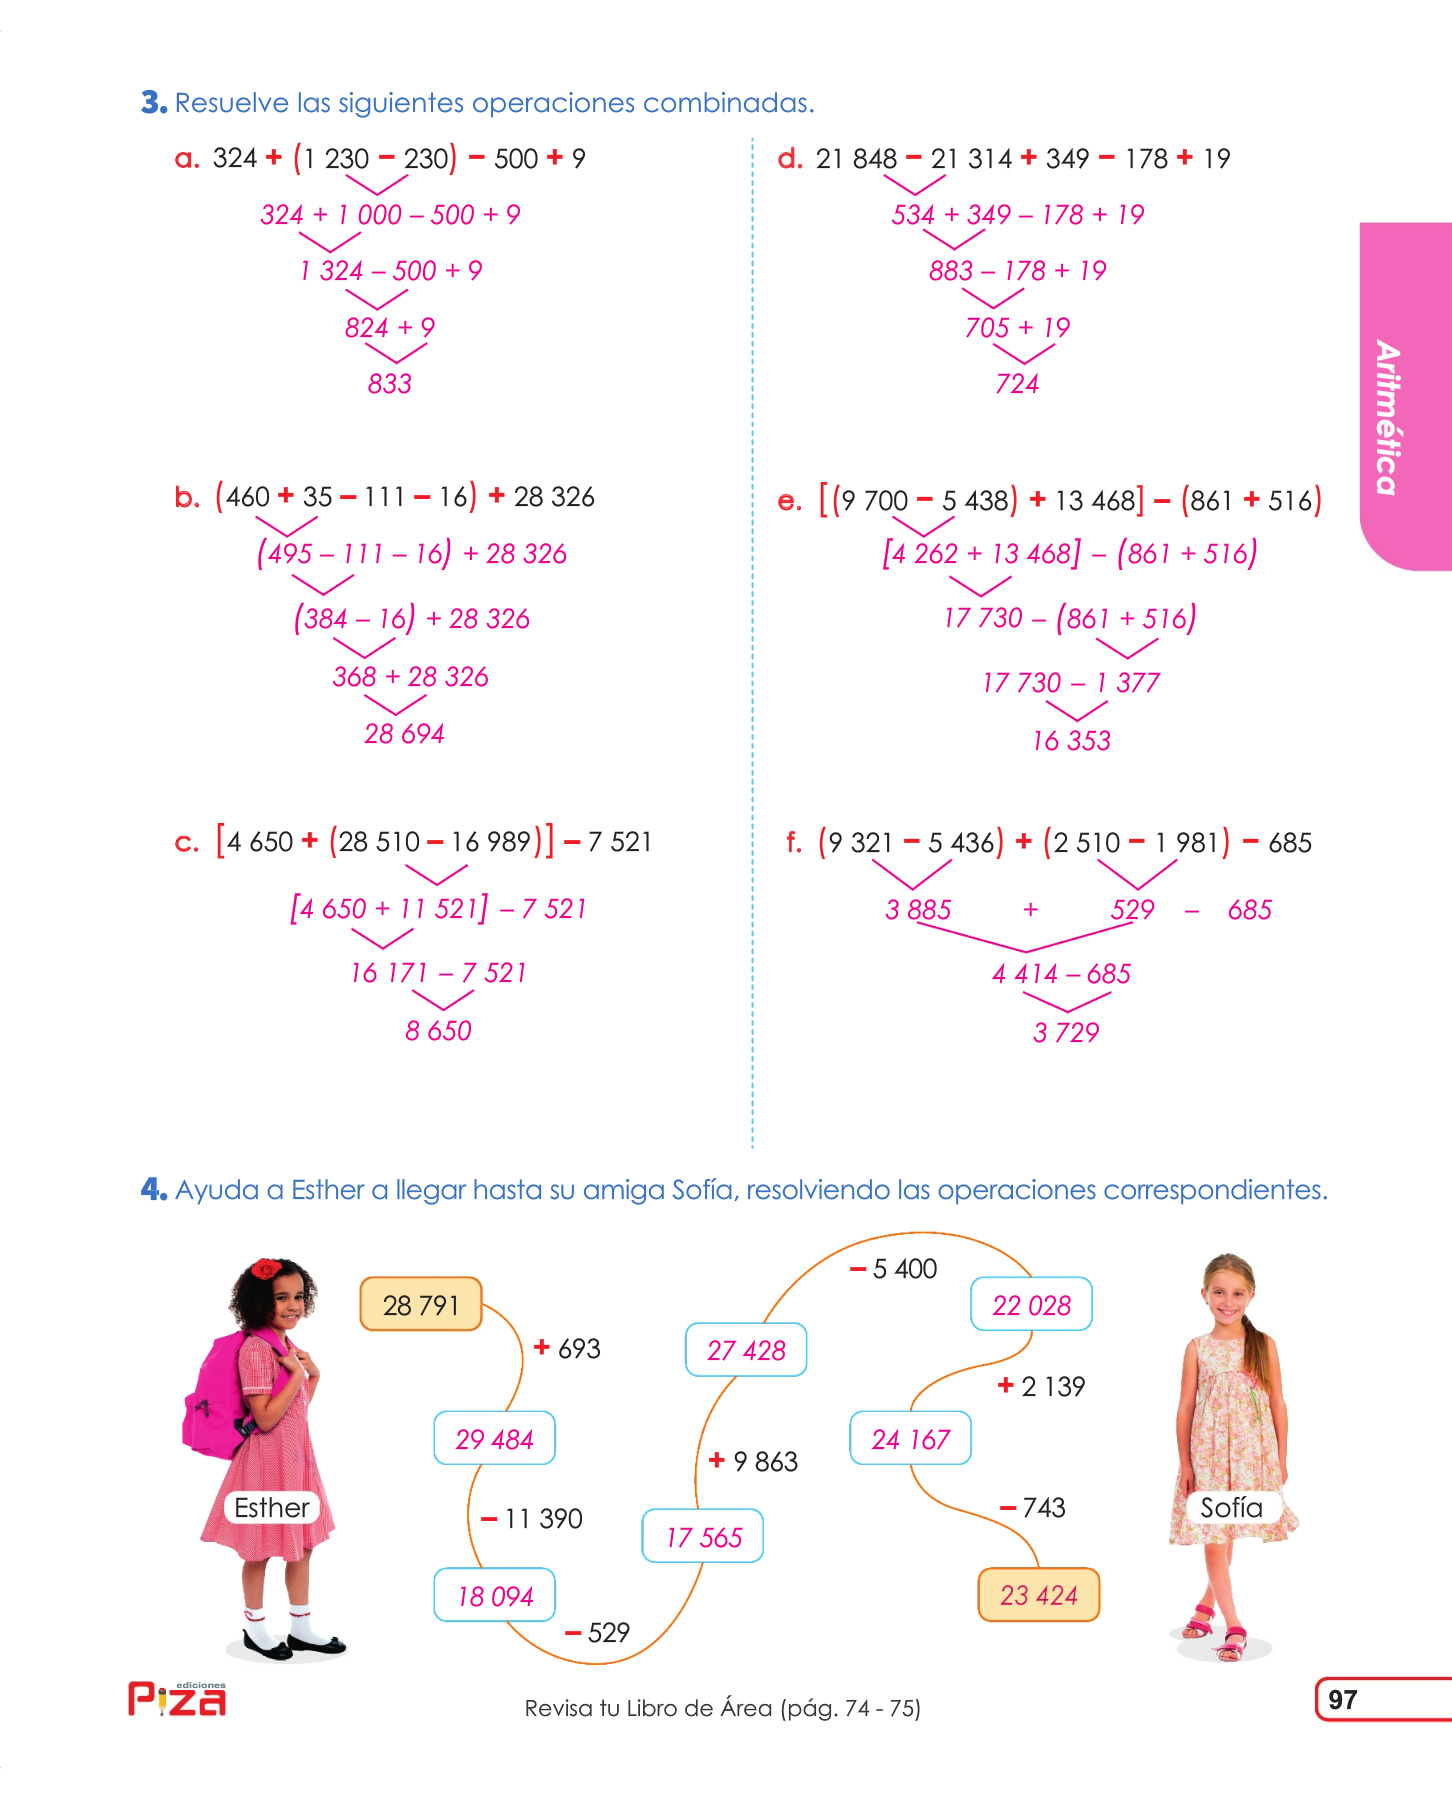 3. Resuelve las siguientes operaciones combinadas.
a. 324 + (1 230 – 230) – 500 + 9
324 + 1 000 – 500 + 9
1 324 – 500 + 9
824 + 9
833
b. (460 + 35 – 111 – 16) + 28 326
(495 – 111 – 16) + 28 326
(384 – 16) + 28 326
368 + 28 326
28 694
c. [4 650 + (28 510 – 16 989)] – 7 521
[4 650 + 11 521] – 7 521
16 171 – 7 521
8 650
d. 21 848 – 21 314 + 349 – 178 + 19
534 + 349 – 178 + 19
883 – 178 + 19
705 + 19
724
e. [(9 700 – 5 438) + 13 468] – (861 + 516)
[4 262 + 13 468] – (861 + 516)
17 730 – (861 + 516)
17 730 – 1 377
16 353
f. (9 321 – 5 436) + (2 510 – 1 981) – 685
3 885 + 529 – 685
4 414 – 685
3 729
Aritmética
4. Ayuda a Esther a llegar hasta su amiga Sofía, resolviendo las operaciones correspondientes.
Esther
28 791
+ 693
29 484
– 11 390
18 094
– 529
17 565
+ 9 863
27 428
– 5 400
22 028
+ 2 139
24 167
– 743
23 424
Sofía
ediciones
Piza
Revisa tu Libro de Área (pág. 74 - 75)
97